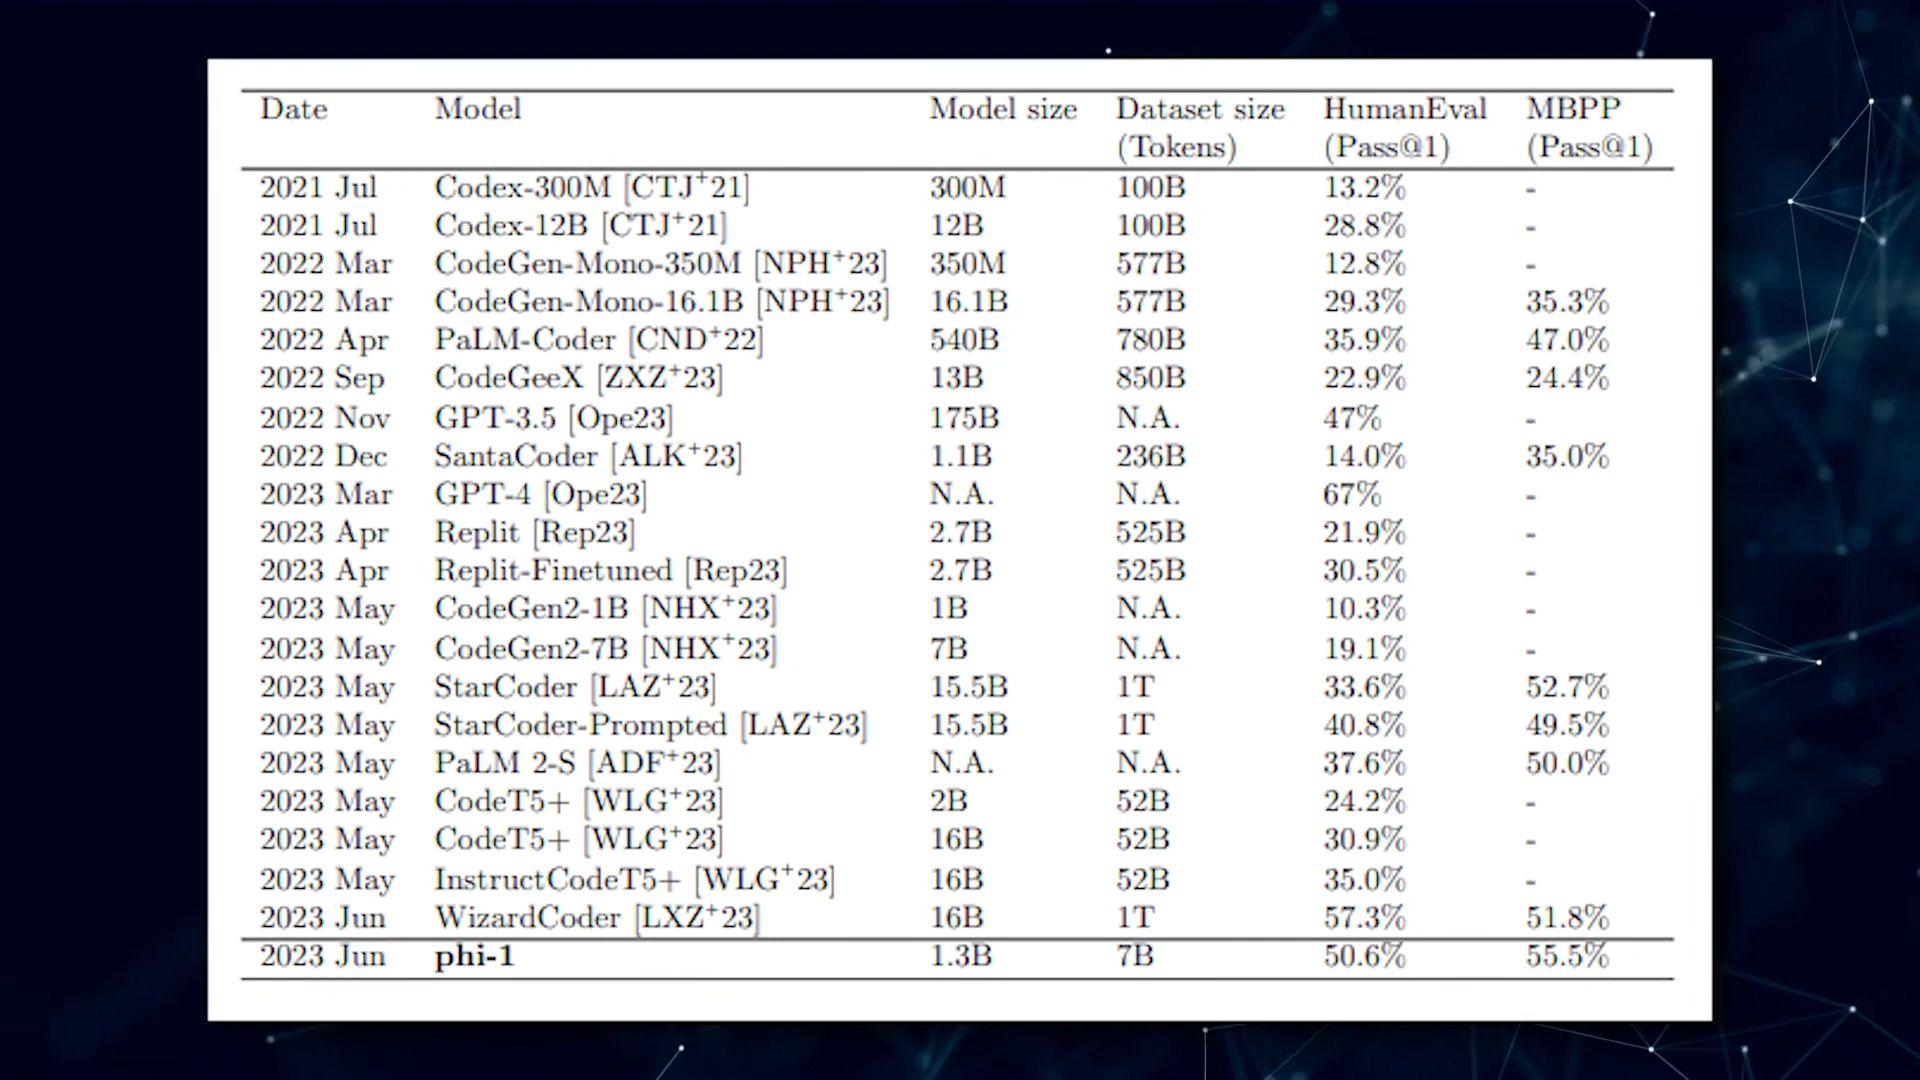 Date Model Model size Dataset size HumanEval MBPP
(Tokens) (Pass@1) (Pass@1)
2021 Jul Codex-300M [CTJ+21] 300M 100B 13.2% -
2021 Jul Codex-12B [CTJ+21] 12B 100B 28.8% -
2022 Mar CodeGen-Mono-350M [NPH+23] 350M 577B 12.8% -
2022 Mar CodeGen-Mono-16.1B [NPH+23] 16.1B 577B 29.3% 35.3%
2022 Apr PaLM-Coder [CND+22] 540B 780B 35.9% 47.0%
2022 Sep CodeGeeX [ZXZ+23] 13B 850B 22.9% 24.4%
2022 Nov GPT-3.5 [Ope23] 175B N.A. 47% -
2022 Dec SantaCoder [ALK+23] 1.1B 236B 14.0% 35.0%
2023 Mar GPT-4 [Ope23] N.A. N.A. 67% -
2023 Apr Replit [Rep23] 2.7B 525B 21.9% -
2023 Apr Replit-Finetuned [Rep23] 2.7B 525B 30.5% -
2023 May CodeGen2-1B [NHX+23] 1B N.A. 10.3% -
2023 May CodeGen2-7B [NHX+23] 7B N.A. 19.1% -
2023 May StarCoder [LAZ+23] 15.5B 1T 33.6% 52.7%
2023 May StarCoder-Prompted [LAZ+23] 15.5B 1T 40.8% 49.5%
2023 May PaLM 2-S [ADF+23] N.A. N.A. 37.6% 50.0%
2023 May CodeT5+ [WLG+23] 2B 52B 24.2% -
2023 May CodeT5+ [WLG+23] 16B 52B 30.9% -
2023 May InstructCodeT5+ [WLG+23] 16B 52B 35.0% -
2023 Jun WizardCoder [LXZ+23] 16B 1T 57.3% 51.8%
2023 Jun phi-1 1.3B 7B 50.6% 55.5%